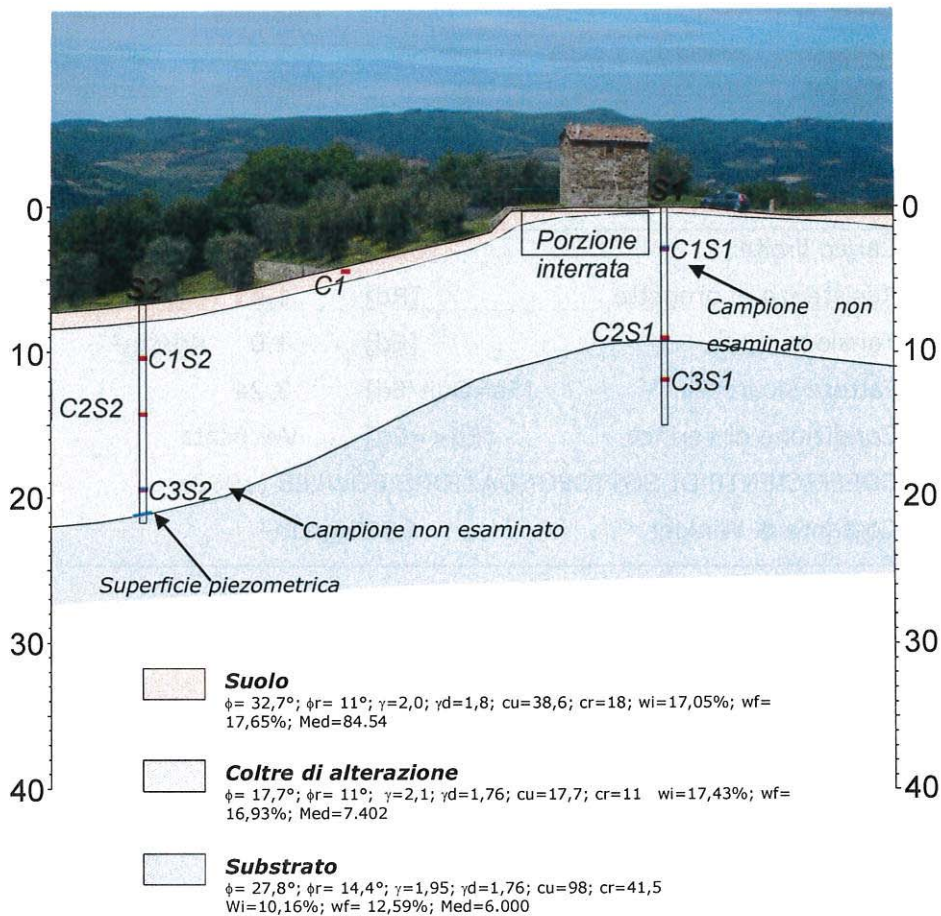 0
0
S1
Porzione
interrata
C1S1
S2
C1
Campione non
esaminato
C2S1
10
10
C1S2
C3S1
C2S2
C3S2
20
20
Campione non esaminato
Superficie piezometrica
30
30
Suolo
φ= 32,7°; φr= 11°; γ=2,0; γd=1,8; cu=38,6; cr=18; wi=17,05%; wf=
17,65%; Med=84.54
Coltre di alterazione
φ= 17,7°; φr= 11°; γ=2,1; γd=1,76; cu=17,7; cr=11 wi=17,43%; wf=
16,93%; Med=7.402
40
40
Substrato
φ= 27,8°; φr= 14,4°; γ=1,95; γd=1,76; cu=98; cr=41,5
Wi=10,16%; wf= 12,59%; Med=6.000